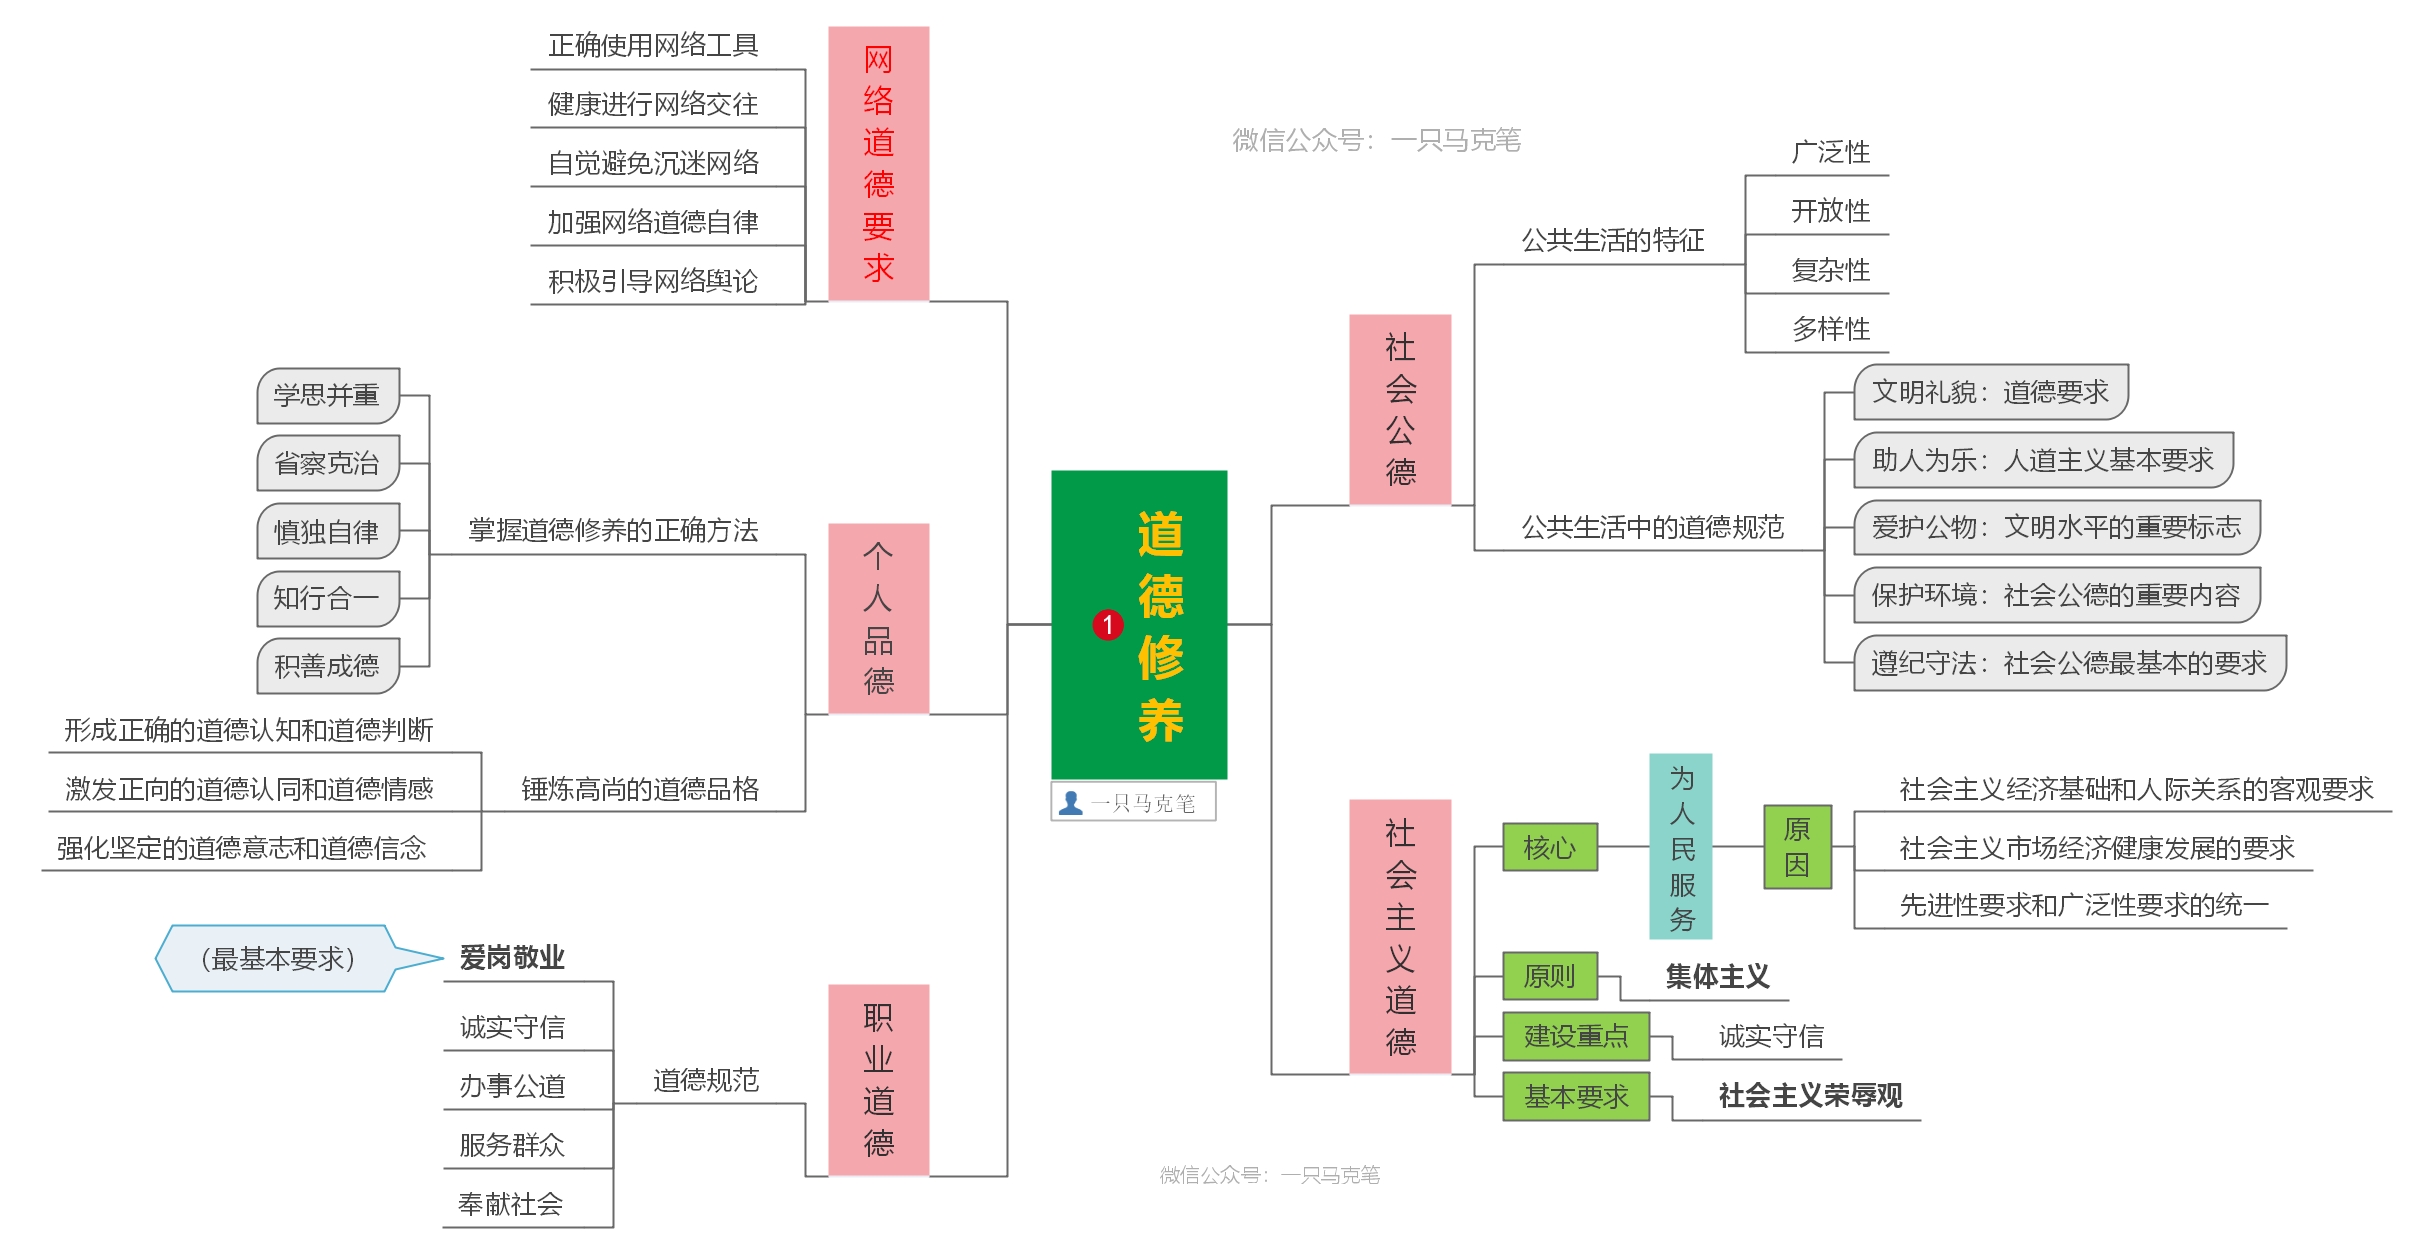 道德修养
1
一只马克笔
微信公众号：一只马克笔
社会公德
公共生活的特征
广泛性
开放性
复杂性
多样性
公共生活中的道德规范
文明礼貌：道德要求
助人为乐：人道主义基本要求
爱护公物：文明水平的重要标志
保护环境：社会公德的重要内容
遵纪守法：社会公德最基本的要求
社会主义道德
核心
为人民服务
原因
社会主义经济基础和人际关系的客观要求
社会主义市场经济健康发展的要求
先进性要求和广泛性要求的统一
原则
集体主义
建设重点
诚实守信
基本要求
社会主义荣辱观
网络道德要求
正确使用网络工具
健康进行网络交往
自觉避免沉迷网络
加强网络道德自律
积极引导网络舆论
个人品德
掌握道德修养的正确方法
学思并重
省察克治
慎独自律
知行合一
积善成德
锤炼高尚的道德品格
形成正确的道德认知和道德判断
激发正向的道德认同和道德情感
强化坚定的道德意志和道德信念
职业道德
道德规范
爱岗敬业
（最基本要求）
诚实守信
办事公道
服务群众
奉献社会
微信公众号：一只马克笔